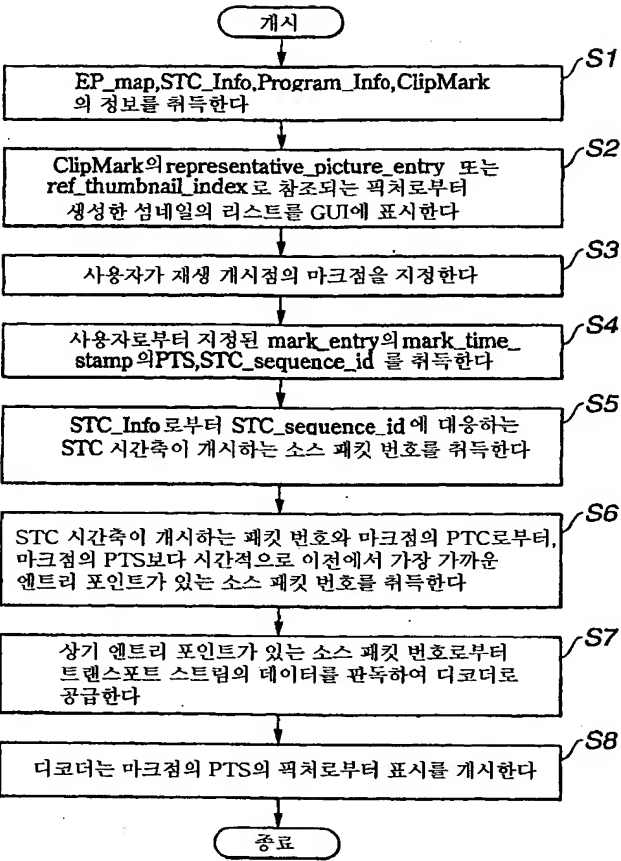 개시
S1
EP_map,STC_Info,Program_Info,ClipMark
의 정보를 취득한다
S2
ClipMark의 representative_picture_entry 또는
ref_thumbnail_index로 참조되는 픽처로부터
생성한 섬네일의 리스트를 GUI에 표시한다
S3
사용자가 재생 개시점의 마크점을 지정한다
S4
사용자로부터 지정된 mark_entry의 mark_time_
stamp의PTS,STC_sequence_id 를 취득한다
S5
STC_Info로부터 STC_sequence_id에 대응하는
STC 시간축이 개시하는 소스 패킷 번호를 취득한다
S6
STC 시간축이 개시하는 패킷 번호와 마크점의 PTC로부터,
마크점의 PTS보다 시간적으로 이전에서 가장 가까운
엔트리 포인트가 있는 소스 패킷 번호를 취득한다
S7
상기 엔트리 포인트가 있는 소스 패킷 번호로부터
트랜스포트 스트림의 데이터를 판독하여 디코더로
공급한다
S8
디코더는 마크점의 PTS의 픽처로부터 표시를 개시한다
종료